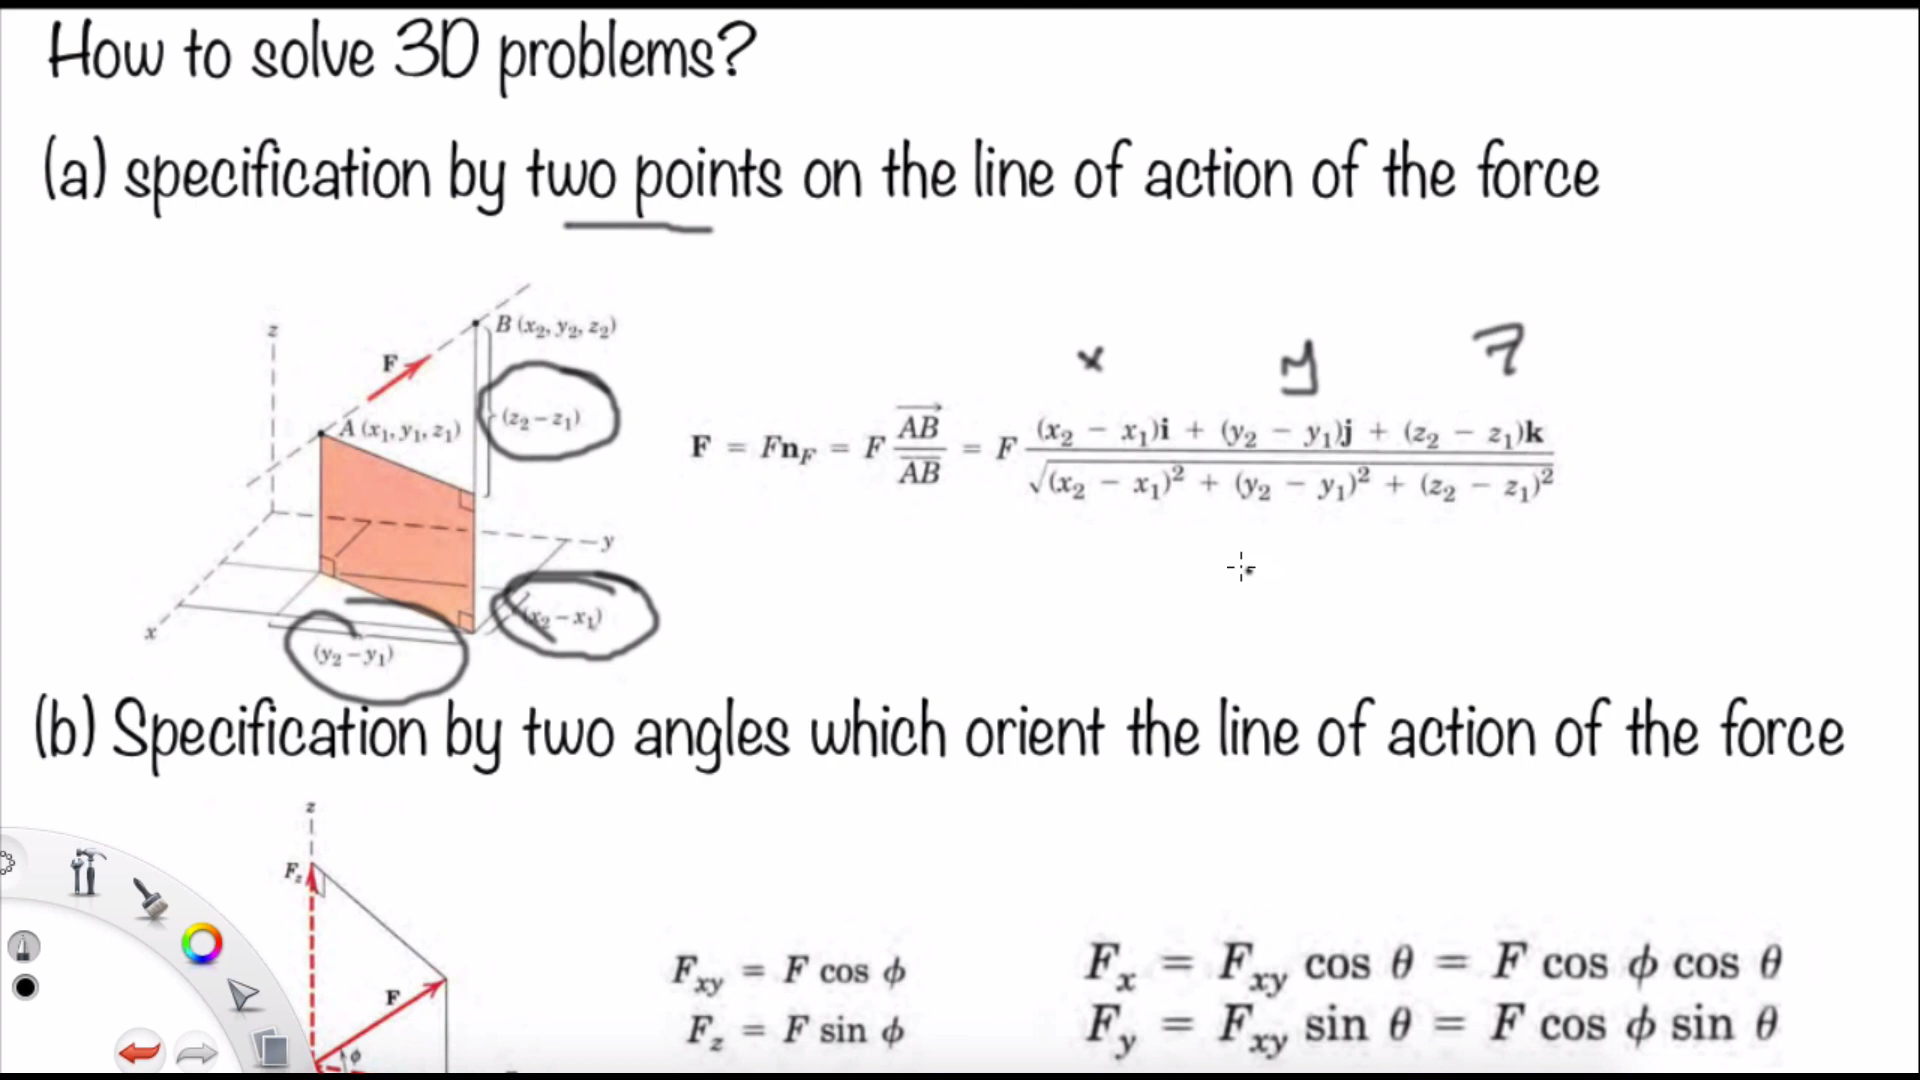 How to solve 3D problems?
(a) specification by two points on the line of action of the force
z
B (x₂, y₂, z₂)
F
A (x₁, y₁, z₁)
(z₂ − z₁)
x y z
F = Fn_F = F \overrightarrow{AB} / \overline{AB} = F ((x₂ − x₁)i + (y₂ − y₁)j + (z₂ − z₁)k) / √((x₂ − x₁)² + (y₂ − y₁)² + (z₂ − z₁)²)
y
x
(x₂ − x₁)
(y₂ − y₁)
(b) Specification by two angles which orient the line of action of the force
z
F_z
F
ϕ
F_xy = F cos ϕ
F_z = F sin ϕ
F_x = F_xy cos θ = F cos ϕ cos θ
F_y = F_xy sin θ = F cos ϕ sin θ